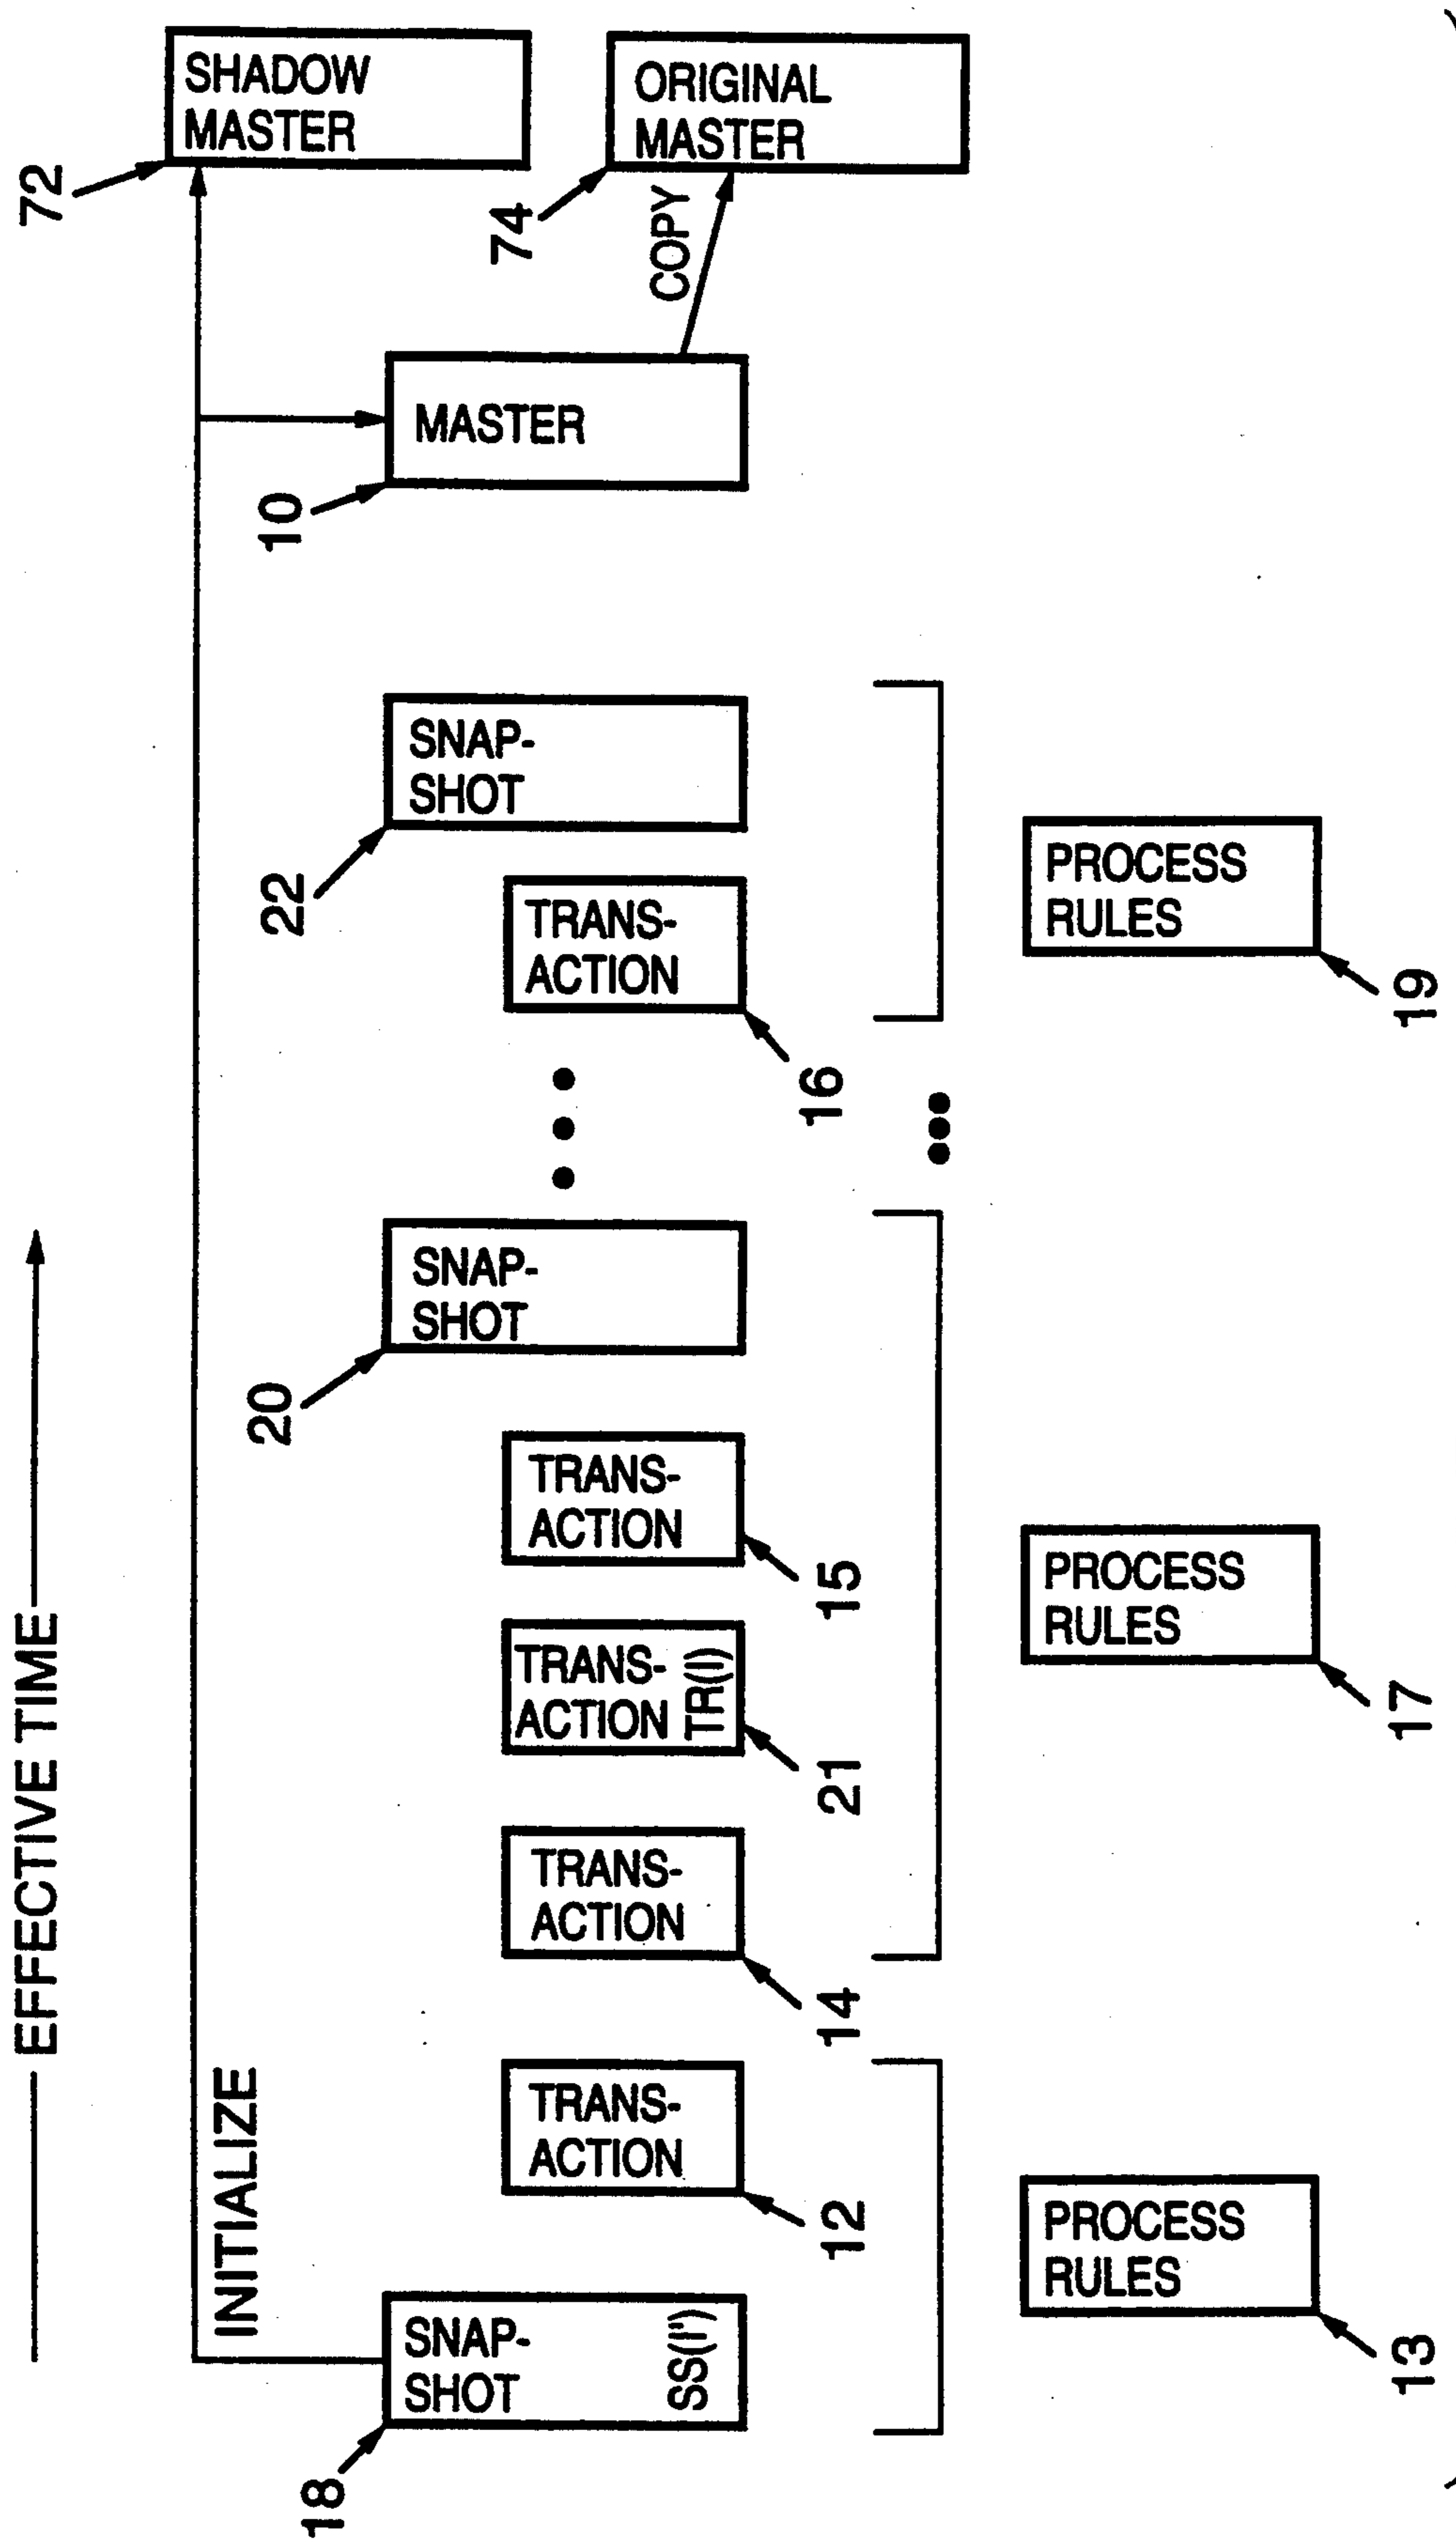 EFFECTIVE TIME
INITIALIZE
72
SHADOW
MASTER
74
ORIGINAL
MASTER
COPY
10
MASTER
18
SNAP-
SHOT
SS(I')
12
TRANS-
ACTION
14
TRANS-
ACTION
21
TRANS-
ACTION
TR(I)
15
TRANS-
ACTION
20
SNAP-
SHOT
16
TRANS-
ACTION
22
SNAP-
SHOT
13
PROCESS
RULES
17
PROCESS
RULES
19
PROCESS
RULES